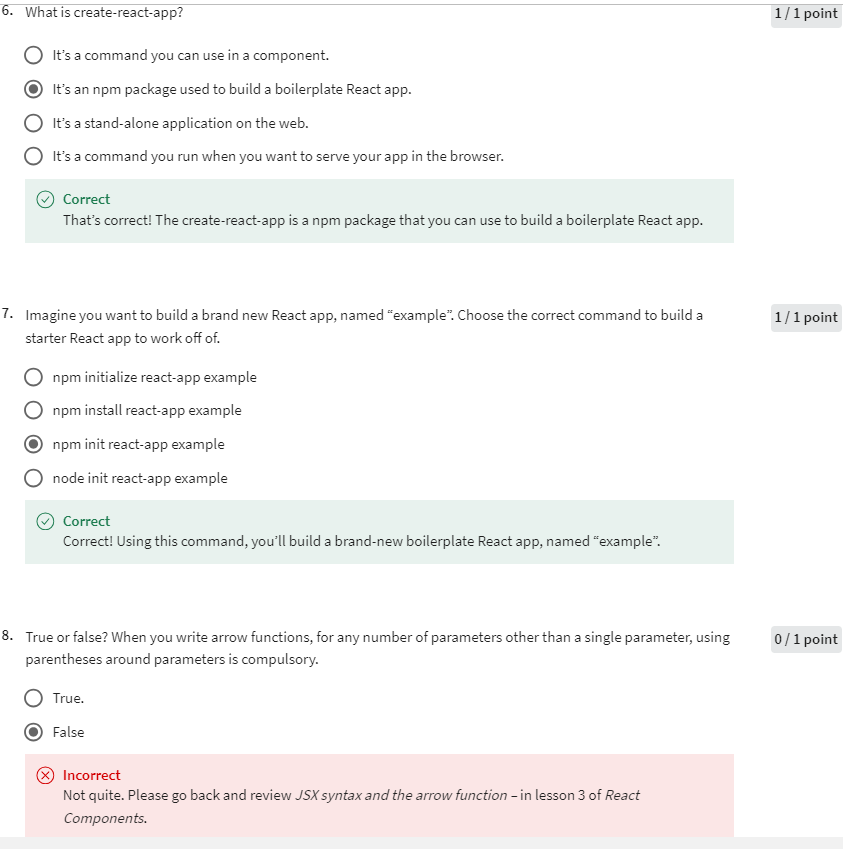 6. What is create-react-app?
1 / 1 point
It’s a command you can use in a component.
It’s an npm package used to build a boilerplate React app.
It’s a stand-alone application on the web.
It’s a command you run when you want to serve your app in the browser.
Correct
That’s correct! The create-react-app is a npm package that you can use to build a boilerplate React app.
7. Imagine you want to build a brand new React app, named “example”. Choose the correct command to build a
1 / 1 point
starter React app to work off of.
npm initialize react-app example
npm install react-app example
npm init react-app example
node init react-app example
Correct
Correct! Using this command, you’ll build a brand-new boilerplate React app, named “example”.
8. True or false? When you write arrow functions, for any number of parameters other than a single parameter, using
0 / 1 point
parentheses around parameters is compulsory.
True.
False
Incorrect
Not quite. Please go back and review JSX syntax and the arrow function – in lesson 3 of React
Components.